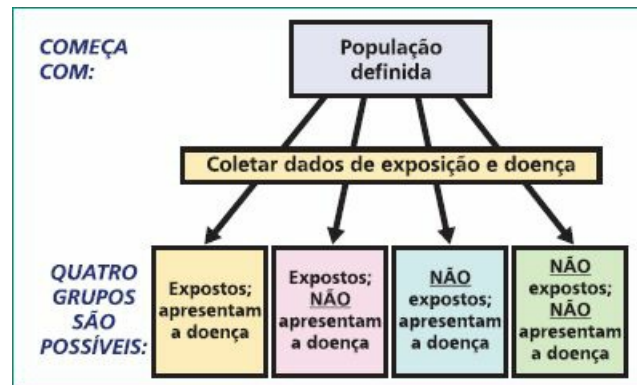 COMEÇA
COM:
População
definida
Coletar dados de exposição e doença
QUATRO
GRUPOS
SÃO
POSSÍVEIS:
Expostos;
apresentam
a doença
Expostos;
NÃO
apresentam
a doença
NÃO
expostos;
apresentam
a doença
NÃO
expostos;
NÃO
apresentam
a doença